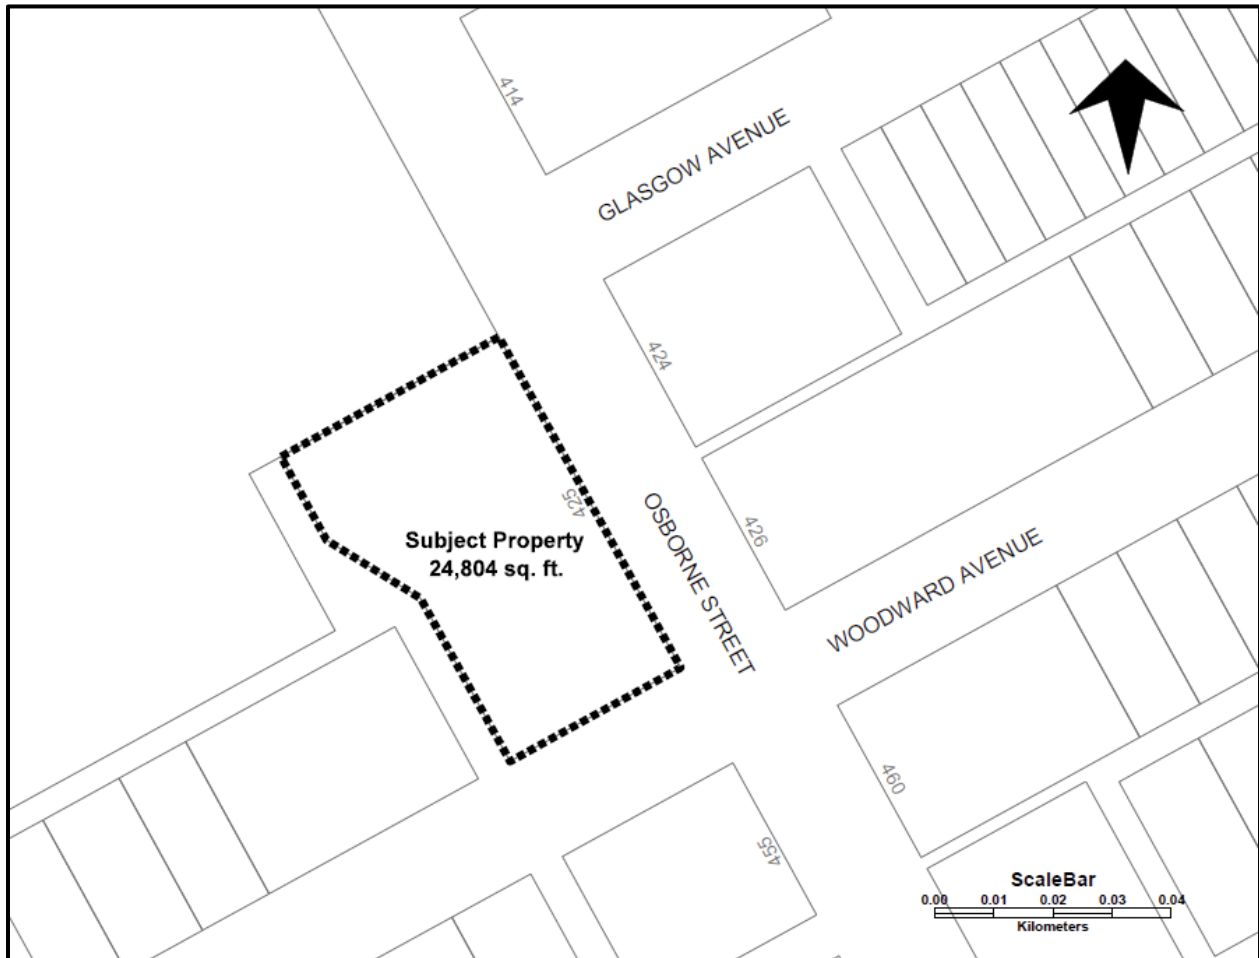 414
GLASGOW AVENUE
424
425
Subject Property
24,804 sq. ft.
OSBORNE STREET
426
WOODWARD AVENUE
460
455
ScaleBar
0.00 0.01 0.02 0.03 0.04
Kilometers